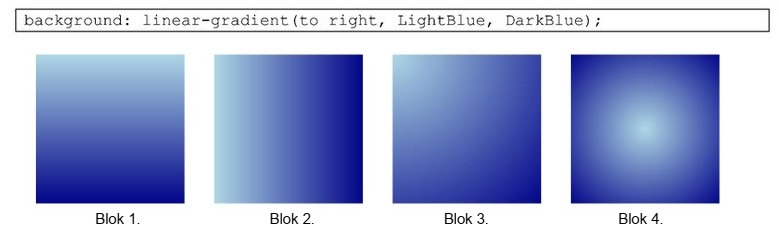 background: linear-gradient(to right, LightBlue, DarkBlue);
Blok 1. Blok 2. Blok 3. Blok 4.